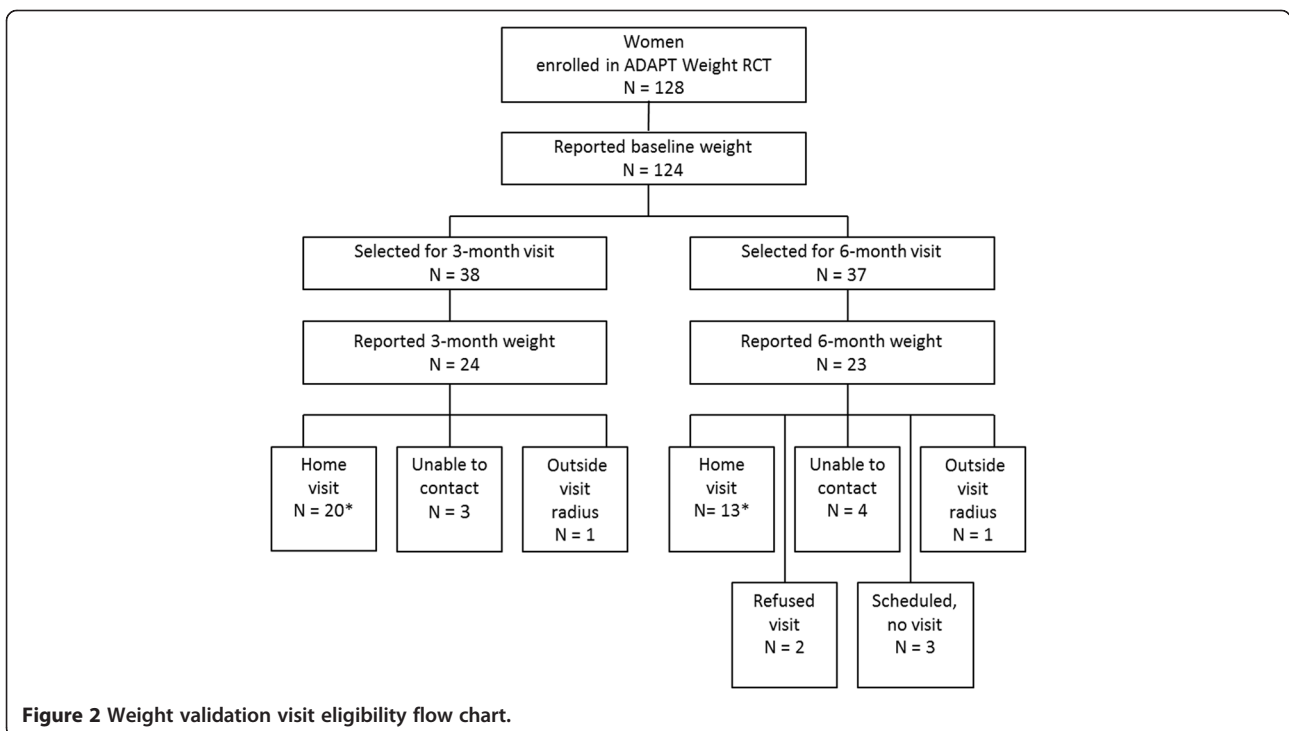 Women
enrolled in ADAPT Weight RCT
N = 128
Reported baseline weight
N = 124
Selected for 3-month visit
N = 38
Selected for 6-month visit
N = 37
Reported 3-month weight
N = 24
Reported 6-month weight
N = 23
Home
visit
N = 20*
Unable to
contact
N = 3
Outside
visit
radius
N = 1
Home
visit
N= 13*
Unable to
contact
N = 4
Outside
visit
radius
N = 1
Refused
visit
N = 2
Scheduled,
no visit
N = 3
Figure 2 Weight validation visit eligibility flow chart.